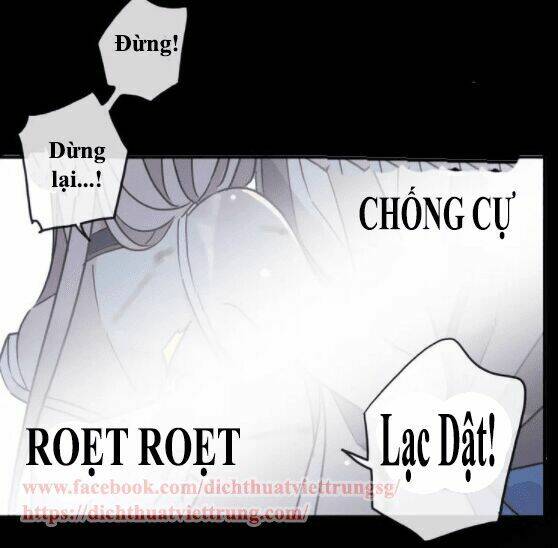 Đừng!
Dừng
lại...!
CHỐNG CỰ
Lạc Dật!
ROẸT ROẸT
www.facebook.com/dichthuatviettrungsg/
https://dichthuatviettrung.com/